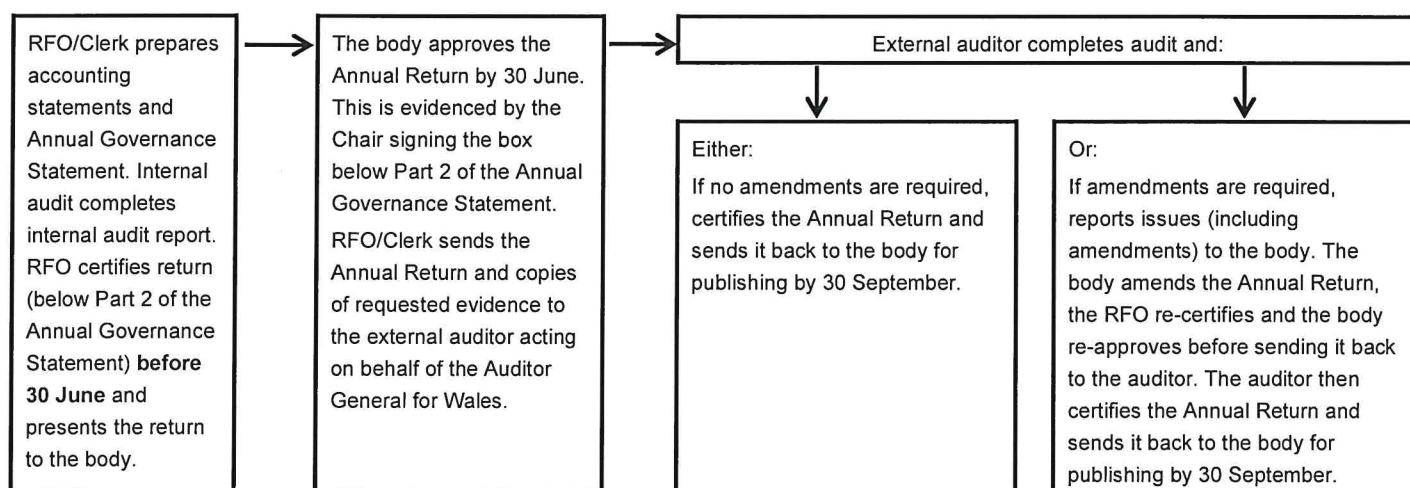 RFO/Clerk prepares
accounting
statements and
Annual Governance
Statement. Internal
audit completes
internal audit report.
RFO certifies return
(below Part 2 of the
Annual Governance
Statement) before
30 June and
presents the return
to the body.
The body approves the
Annual Return by 30 June.
This is evidenced by the
Chair signing the box
below Part 2 of the Annual
Governance Statement.
RFO/Clerk sends the
Annual Return and copies
of requested evidence to
the external auditor acting
on behalf of the Auditor
General for Wales.
External auditor completes audit and:
Either:
If no amendments are required,
certifies the Annual Return and
sends it back to the body for
publishing by 30 September.
Or:
If amendments are required,
reports issues (including
amendments) to the body. The
body amends the Annual Return,
the RFO re-certifies and the body
re-approves before sending it back
to the auditor. The auditor then
certifies the Annual Return and
sends it back to the body for
publishing by 30 September.